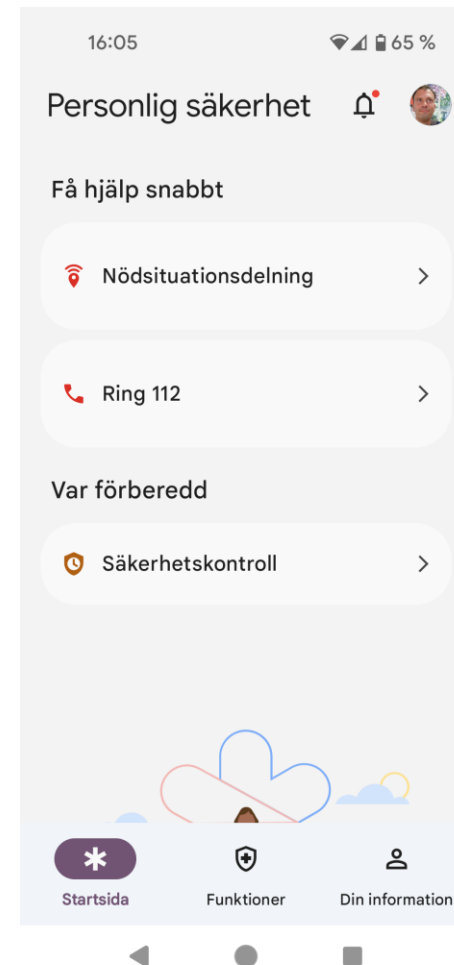 16:05 65 %
Personlig säkerhet
Få hjälp snabbt
Nödsituationsdelning
Ring 112
Var förberedd
Säkerhetskontroll
Startsida Funktioner Din information